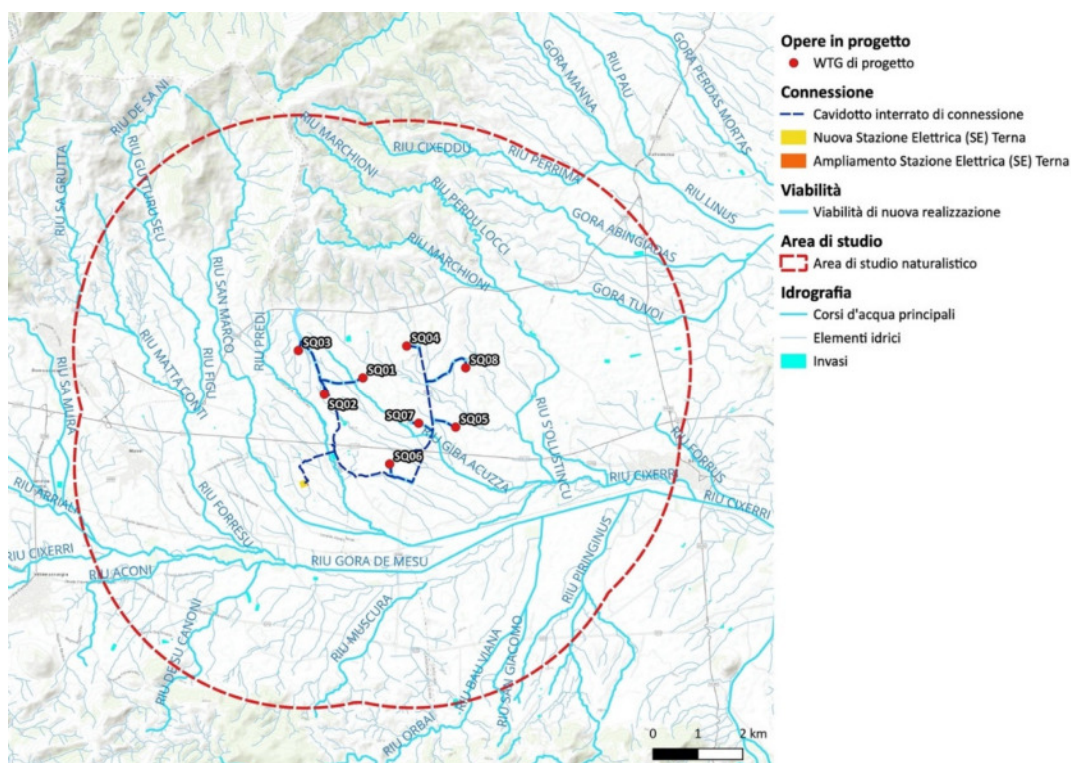 RIU DE SA NI
GORA MANNA
RIU PAU
GORA PERDAS MORTAS
RIU SA GRUTTA
RIU GUTTURU SEU
RIU MARCHIONI
RIU CIXEDDU
RIU PERRIMA
RIU LINUS
RIU PERDU LOCCI
GORA ABINGIADAS
RIU MARCHIONI
RIU SAN MARCO
RIU PREDI
GORA TUVOI
SQ03
SQ04
SQ08
SQ01
SQ02
SQ07
SQ05
SQ06
RIU MATTA CONTI
RIU FIGU
RIU SA MURA
RIU GIBA ACUZZA
RIU S'OLUSTINCU
RIU FORRUS
RIU CIXERRI
RIU CIXERRI
RIU ARRIALI
RIU FORRESU
RIU CIXERRI
RIU ACONI
RIU GORA DE MESU
RIU PIRINGINUS
RIU MUSCURA
RIU DE SU CANONI
RIU BAU VIANA
RIU SAN GIACOMO
RIU ORBAI
0 1 2 km
Opere in progetto
WTG di progetto
Connessione
Cavidotto interrato di connessione
Nuova Stazione Elettrica (SE) Terna
Ampliamento Stazione Elettrica (SE) Terna
Viabilità
Viabilità di nuova realizzazione
Area di studio
Area di studio naturalistico
Idrografia
Corsi d'acqua principali
Elementi idrici
Invasi